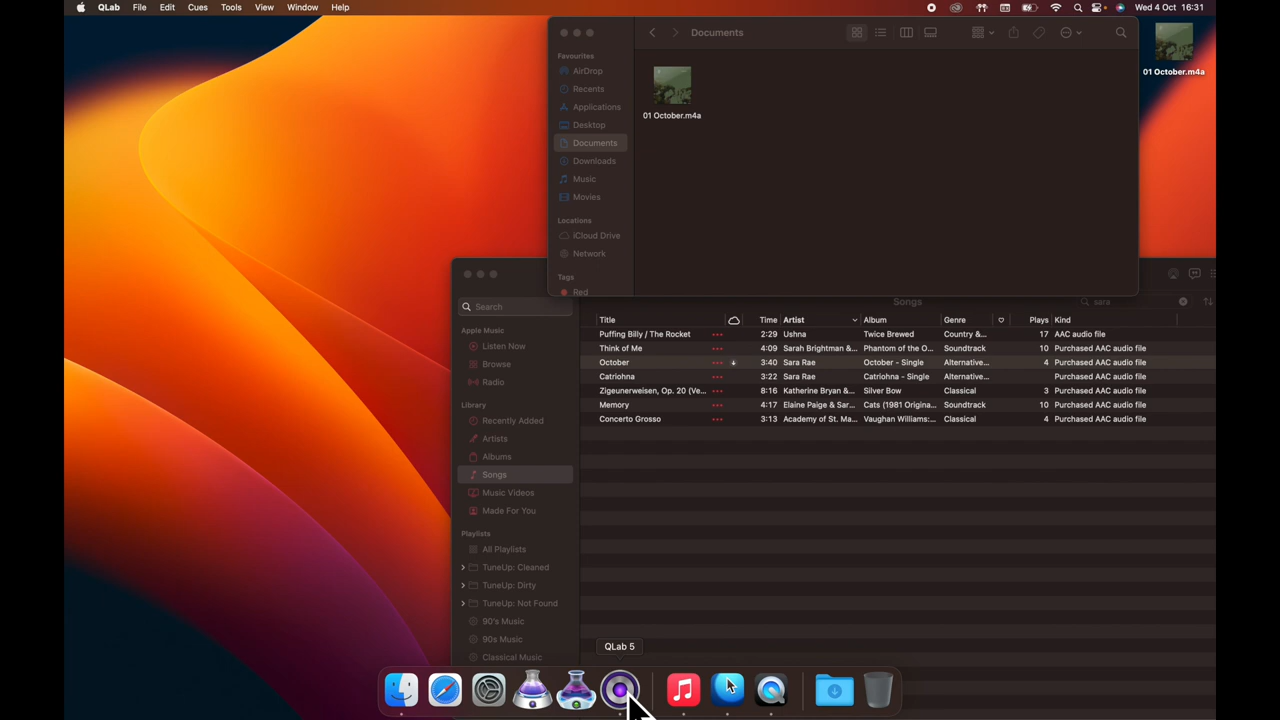 QLab File Edit Cues Tools View Window Help Wed 4 Oct 16:31
Documents
01 October.m4a
Favourites
AirDrop
Recents
Applications
Desktop
Documents
Downloads
Music
Movies
Locations
iCloud Drive
Network
Tags
Red
01 October.m4a
Search
Apple Music
Listen Now
Browse
Radio
Library
Recently Added
Artists
Albums
Songs
Music Videos
Made For You
Playlists
All Playlists
TuneUp: Cleaned
TuneUp: Dirty
TuneUp: Not Found
90's Music
90s Music
Classical Music
Songs
sara
Title Time Artist Album Genre Plays Kind
Puffing Billy / The Rocket 2:29 Ushna Twice Brewed Country &... 17 AAC audio file
Think of Me 4:09 Sarah Brightman &... Phantom of the O... Soundtrack 10 Purchased AAC audio file
October 3:40 Sara Rae October - Single Alternative... 4 Purchased AAC audio file
Catriohna 3:22 Sara Rae Catriohna - Single Alternative... Purchased AAC audio file
Zigeunerweisen, Op. 20 (Ve... 8:16 Katherine Bryan &... Silver Bow Classical 3 Purchased AAC audio file
Memory 4:17 Elaine Paige & Sar... Cats (1981 Origina... Soundtrack 10 Purchased AAC audio file
Concerto Grosso 3:13 Academy of St. Ma... Vaughan Williams:... Classical 4 Purchased AAC audio file
QLab 5